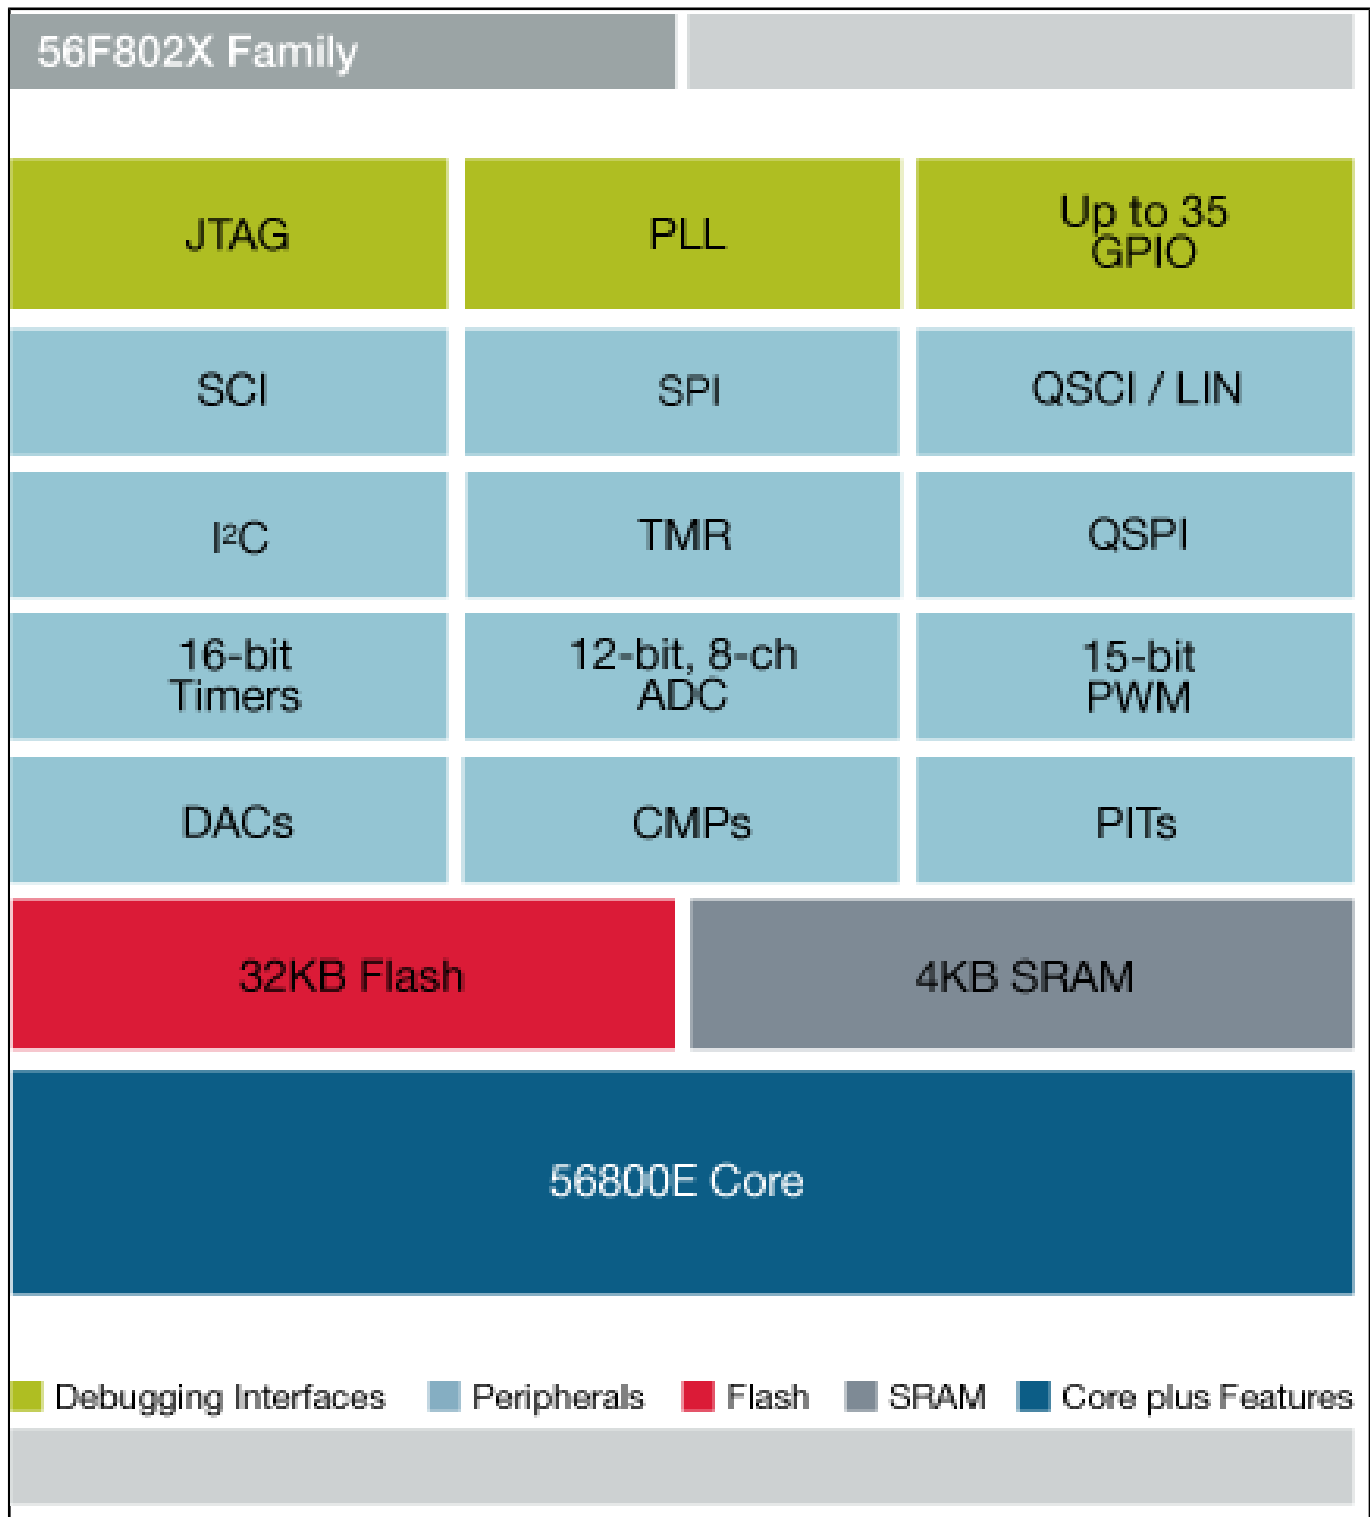 56F802X Family
JTAG
PLL
Up to 35
GPIO
SCI
SPI
QSCI / LIN
I²C
TMR
QSPI
16-bit
Timers
12-bit, 8-ch
ADC
15-bit
PWM
DACs
CMPs
PITs
32KB Flash
4KB SRAM
56800E Core
Debugging Interfaces
Peripherals
Flash
SRAM
Core plus Features